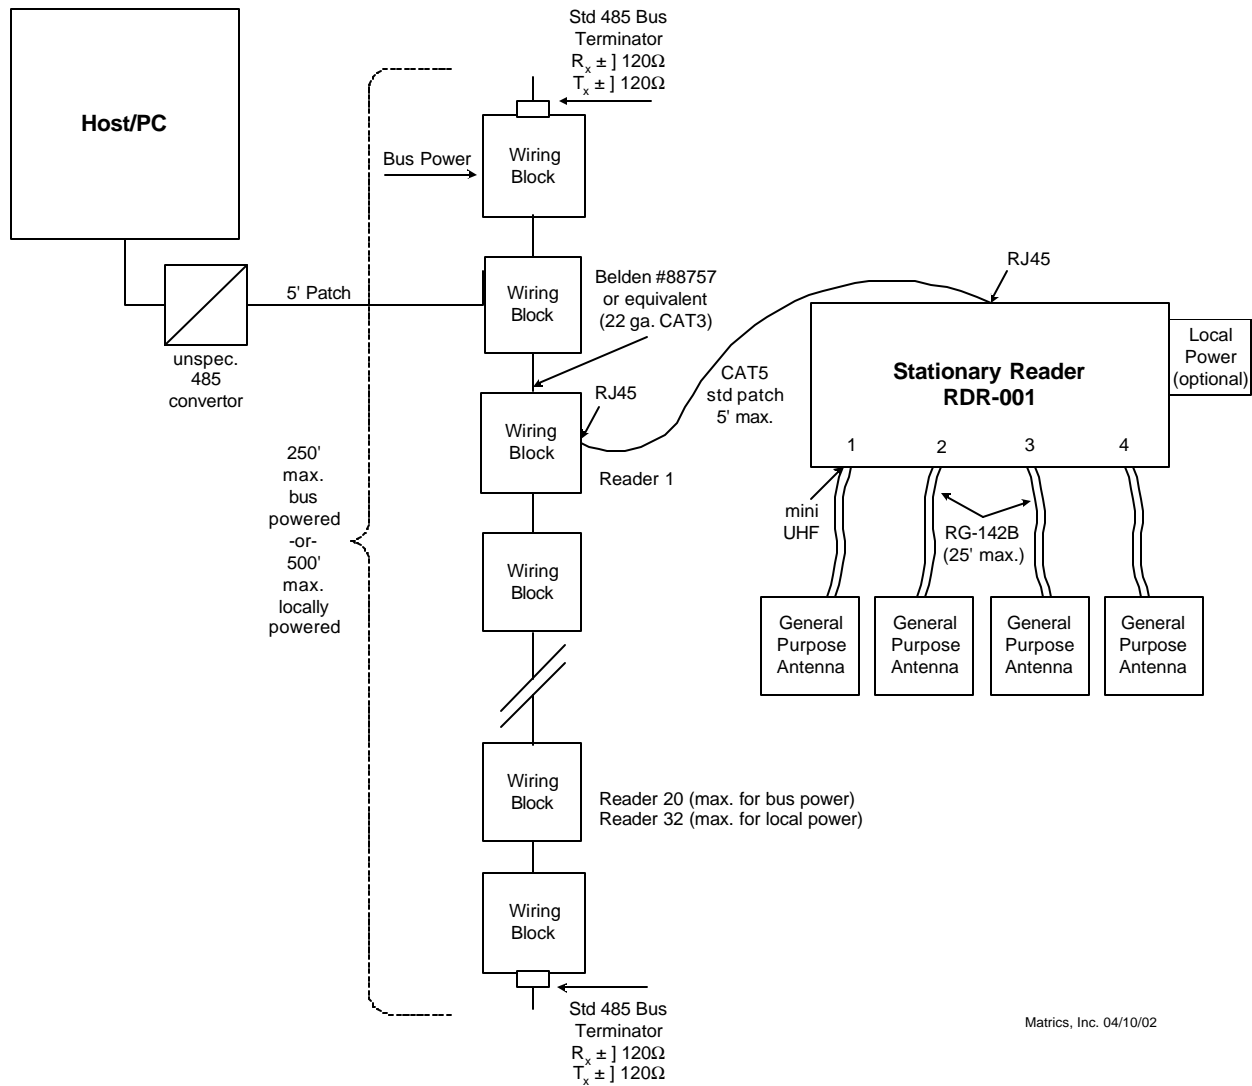 Std 485 Bus
Terminator
Rx ± ] 120Ω
Tx ± ] 120Ω
Host/PC
Bus Power
Wiring
Block
Wiring
Block
5' Patch
unspec.
485
convertor
Belden #88757
or equivalent
(22 ga. CAT3)
RJ45
CAT5
std patch
5' max.
RJ45
Stationary Reader
RDR-001
1 2 3 4
Local
Power
(optional)
Wiring
Block
Reader 1
mini
UHF
RG-142B
(25' max.)
250'
max.
bus
powered
-or-
500'
max.
locally
powered
Wiring
Block
General
Purpose
Antenna
General
Purpose
Antenna
General
Purpose
Antenna
General
Purpose
Antenna
Wiring
Block
Reader 20 (max. for bus power)
Reader 32 (max. for local power)
Wiring
Block
Std 485 Bus
Terminator
Rx ± ] 120Ω
Tx ± ] 120Ω
Matrics, Inc. 04/10/02